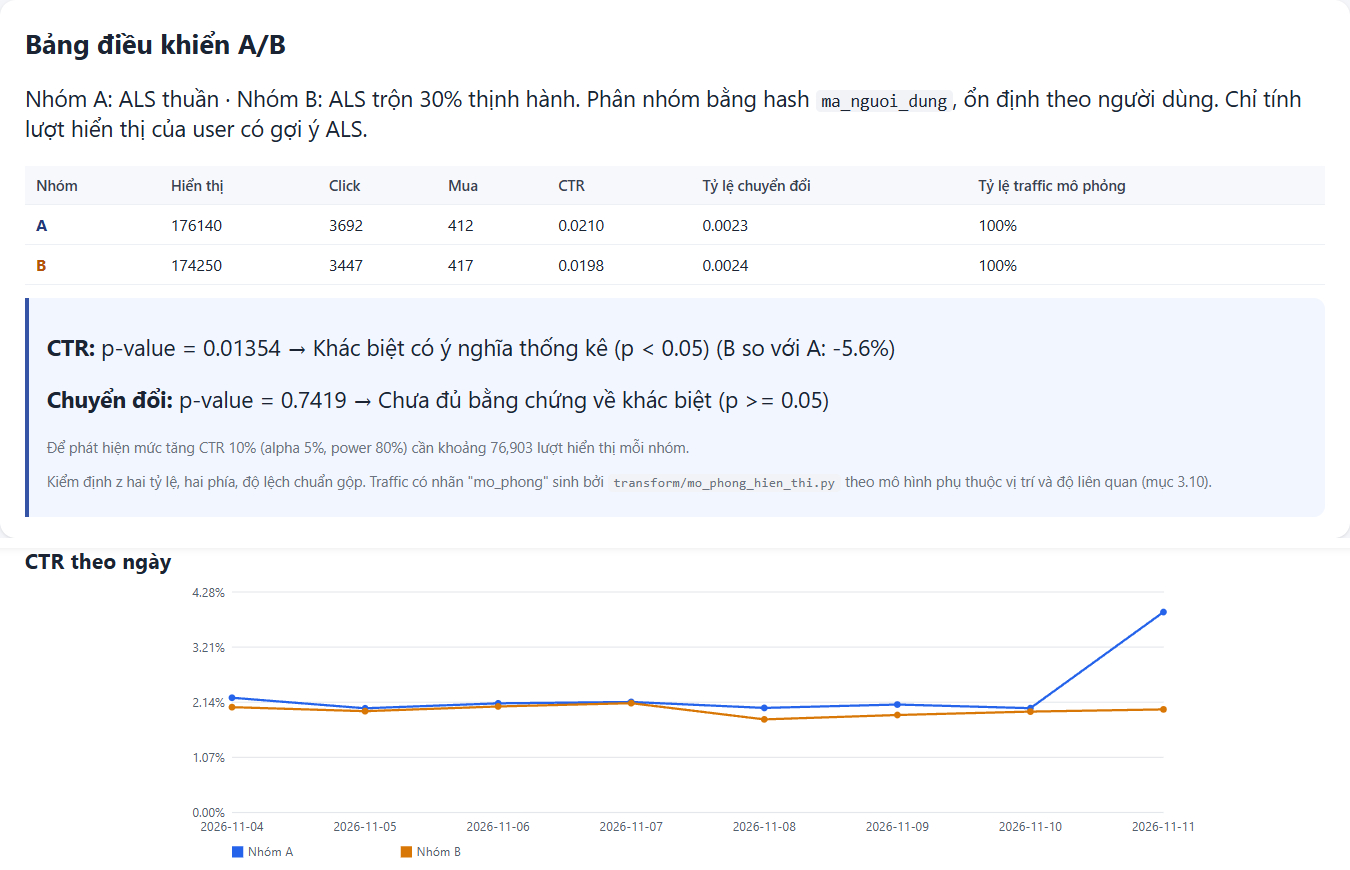 Bảng điều khiển A/B
Nhóm A: ALS thuần · Nhóm B: ALS trộn 30% thịnh hành. Phân nhóm bằng hash ma_nguoi_dung, ổn định theo người dùng. Chỉ tính
lượt hiển thị của user có gợi ý ALS.
Nhóm Hiển thị Click Mua CTR Tỷ lệ chuyển đổi Tỷ lệ traffic mô phỏng
A 176140 3692 412 0.0210 0.0023 100%
B 174250 3447 417 0.0198 0.0024 100%
CTR: p-value = 0.01354 → Khác biệt có ý nghĩa thống kê (p < 0.05) (B so với A: -5.6%)
Chuyển đổi: p-value = 0.7419 → Chưa đủ bằng chứng về khác biệt (p >= 0.05)
Để phát hiện mức tăng CTR 10% (alpha 5%, power 80%) cần khoảng 76,903 lượt hiển thị mỗi nhóm.
Kiểm định z hai tỷ lệ, hai phía, độ lệch chuẩn gộp. Traffic có nhãn "mo_phong" sinh bởi transform/mo_phong_hien_thi.py theo mô hình phụ thuộc vị trí và độ liên quan (mục 3.10).
CTR theo ngày
4.28%
3.21%
2.14%
1.07%
0.00%
2026-11-04 2026-11-05 2026-11-06 2026-11-07 2026-11-08 2026-11-09 2026-11-10 2026-11-11
Nhóm A Nhóm B